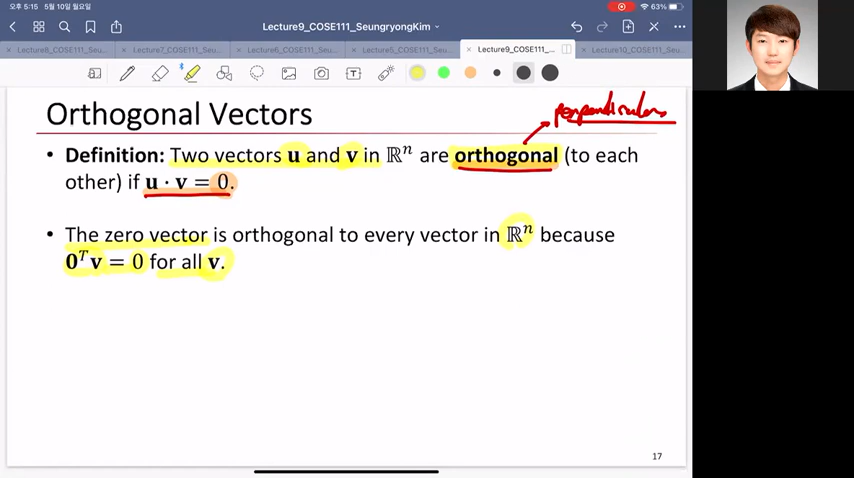 오후 5:15 5월 10일 월요일
63%
Lecture9_COSE111_SeungryongKim
Lecture8_COSE111_Seu...
Lecture7_COSE111_Seu...
Lecture6_COSE111_Seu...
Lecture5_COSE111_Seu...
Lecture9_COSE111_...
Lecture10_COSE111_Seu...
Orthogonal Vectors
perpendicular
• Definition: Two vectors u and v in ℝⁿ are orthogonal (to each
other) if u · v = 0.
• The zero vector is orthogonal to every vector in ℝⁿ because
0ᵀv = 0 for all v.
17